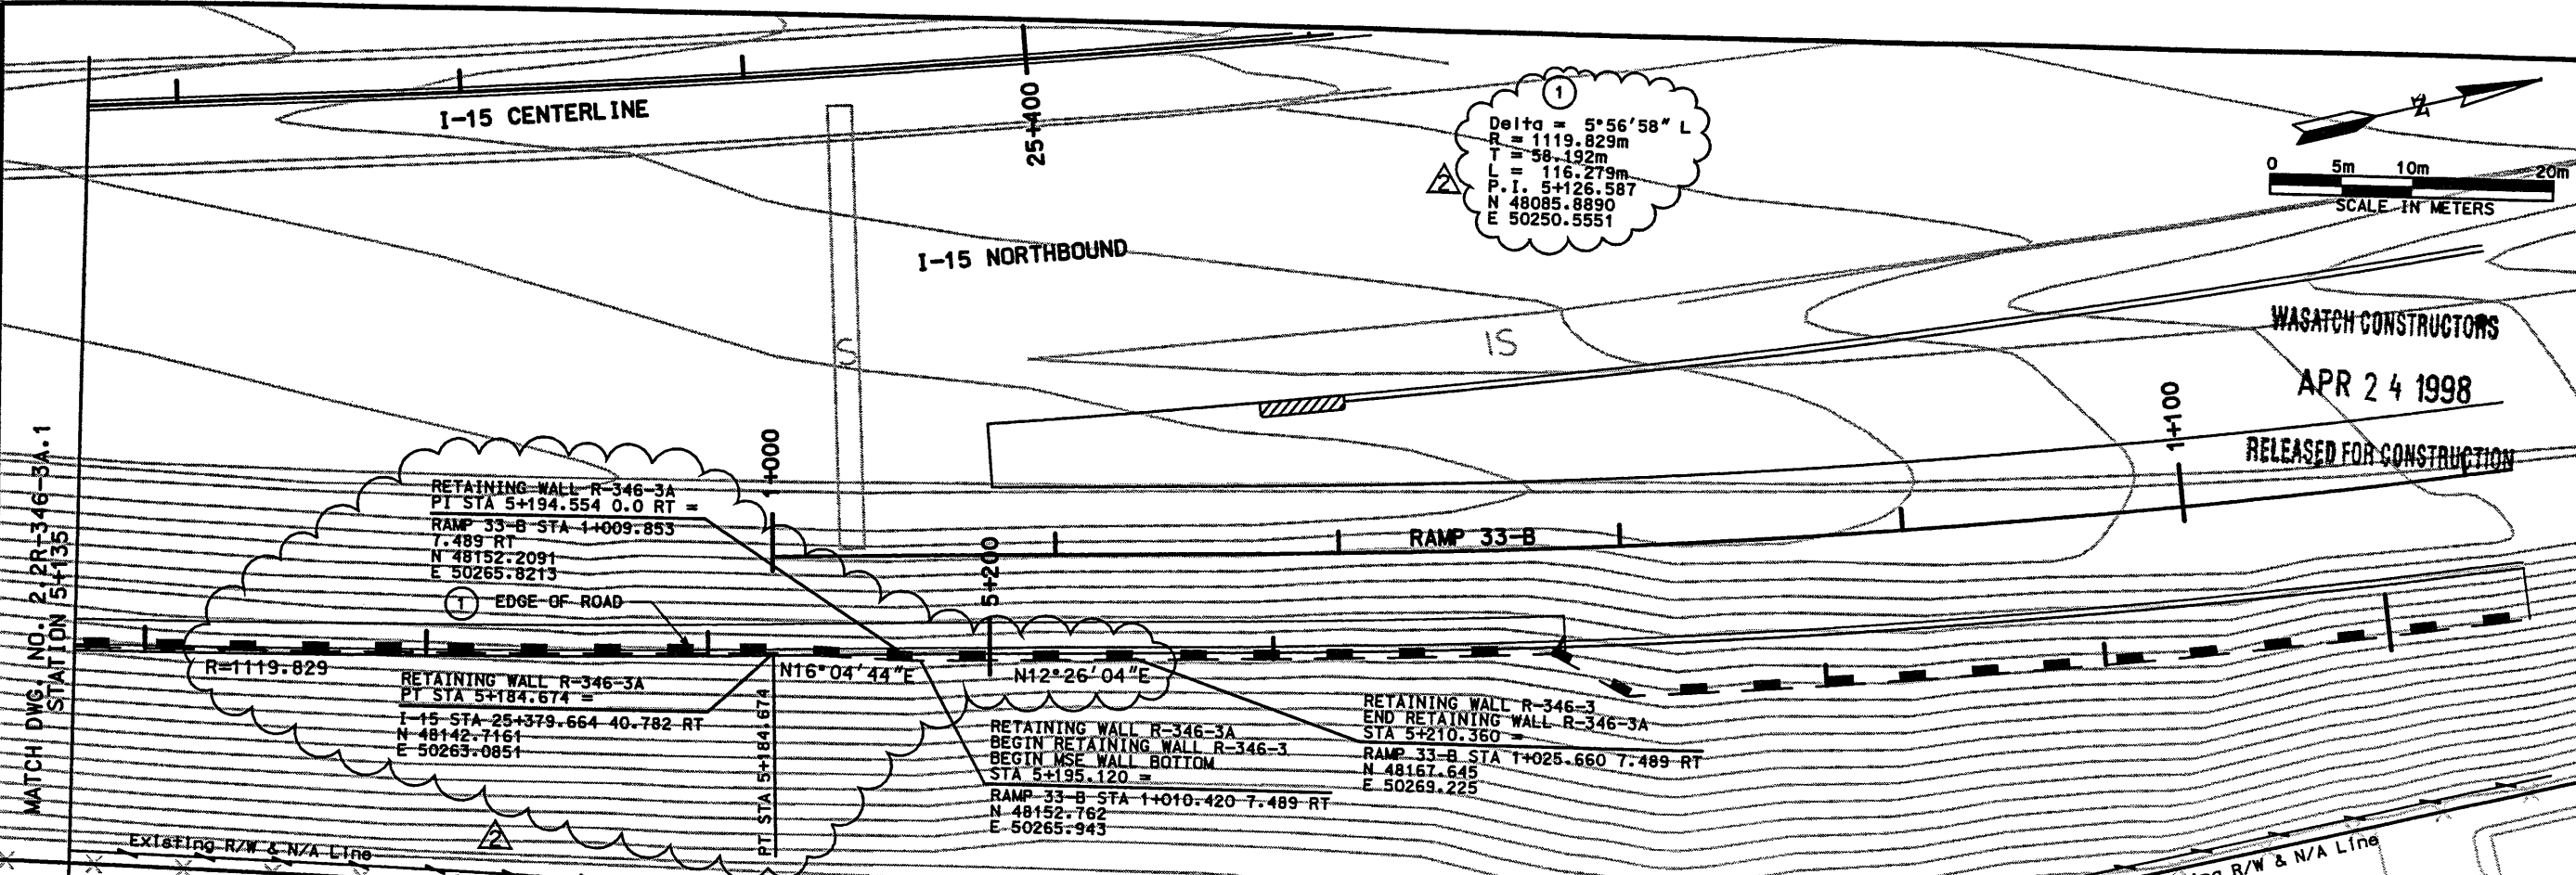 I-15 CENTERLINE
25+400
1
Delta = 5°56'58" L
R = 1119.829m
T = 58.192m
L = 116.279m
P.I. 5+126.587
N 48085.8890
E 50250.5551
2
N
0 5m 10m 20m
SCALE IN METERS
I-15 NORTHBOUND
S
IS
WASATCH CONSTRUCTORS
APR 24 1998
RELEASED FOR CONSTRUCTION
1+100
MATCH DWG. NO. 2.2R-346-3A.1
STATION 5+135
RETAINING WALL R-346-3A
PT STA 5+194.554 0.0 RT =
RAMP 33-B STA 1+009.853
7.489 RT
N 48152.2091
E 50265.8213
1+000
1 EDGE OF ROAD
5+200
RAMP 33-B
R=1119.829
N16°04'44"E
N12°26'04"E
RETAINING WALL R-346-3A
PT STA 5+184.674 =
I-15 STA 25+379.664 40.782 RT
N 48142.7161
E 50263.0851
PT STA 5+184.674
RETAINING WALL R-346-3A
BEGIN RETAINING WALL R-346-3
BEGIN MSE WALL BOTTOM
STA 5+195.120 =
RAMP 33-B STA 1+010.420 7.489 RT
N 48152.762
E 50265.943
RETAINING WALL R-346-3
END RETAINING WALL R-346-3A
STA 5+210.360 =
RAMP 33-B STA 1+025.660 7.489 RT
N 48167.645
E 50269.225
2
Existing R/W & N/A Line
R/W & N/A Line